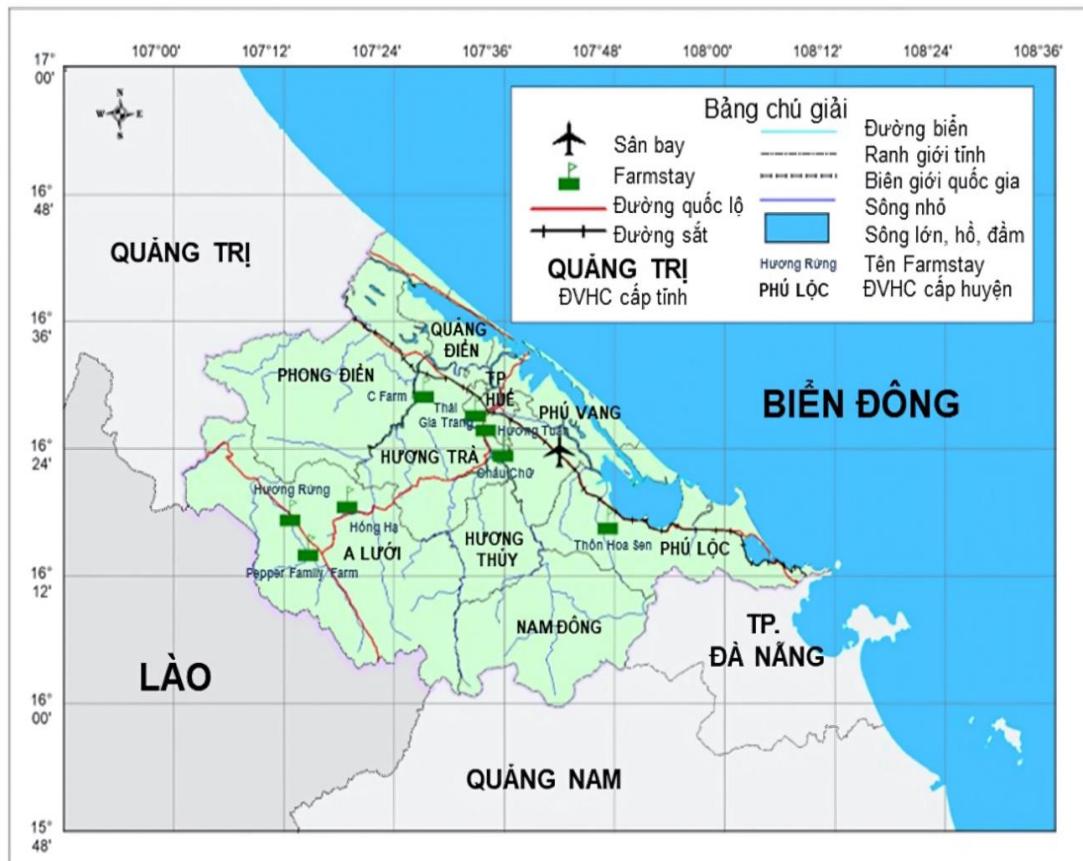 107°00' 107°12' 107°24' 107°36' 107°48' 108°00' 108°12' 108°24' 108°36'
17°
00'
N
W E
S
Bảng chú giải
Sân bay
Farmstay
Đường quốc lộ
Đường sắt
QUẢNG TRỊ
ĐVHC cấp tỉnh
Đường biển
Ranh giới tỉnh
Biên giới quốc gia
Sông nhỏ
Sông lớn, hồ, đầm
Hương Rừng Tên Farmstay
PHÚ LỘC ĐVHC cấp huyện
16°
48'
QUẢNG TRỊ
16°
36'
QUẢNG
ĐIỀN
PHONG ĐIỀN
TP.
HUẾ
C Farm
Thái
Gia Trang
PHÚ VANG
BIỂN ĐÔNG
Hương Tuấn
16°
24'
HƯƠNG TRÀ
Châu Chữ
Hương Rừng
Hồng Hạ
HƯƠNG
THỦY
A LƯỚI
Thôn Hoa Sen
PHÚ LỘC
Pepper Family Farm
16°
12'
NAM ĐÔNG
TP.
ĐÀ NẴNG
LÀO
16°
00'
QUẢNG NAM
15°
48'